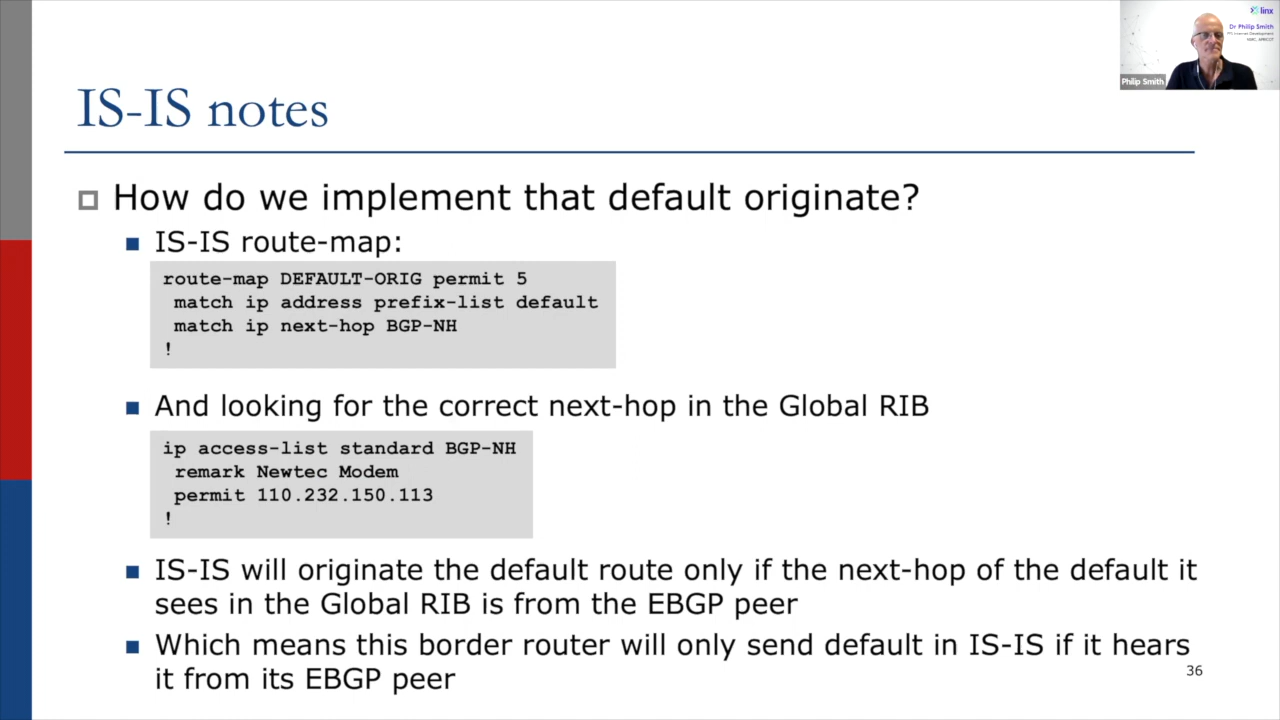 linx
Dr Philip Smith
Philip Smith
IS-IS notes
How do we implement that default originate?
IS-IS route-map:
route-map DEFAULT-ORIG permit 5
match ip address prefix-list default
match ip next-hop BGP-NH
!
And looking for the correct next-hop in the Global RIB
ip access-list standard BGP-NH
remark Newtec Modem
permit 110.232.150.113
!
IS-IS will originate the default route only if the next-hop of the default it
sees in the Global RIB is from the EBGP peer
Which means this border router will only send default in IS-IS if it hears
it from its EBGP peer
36